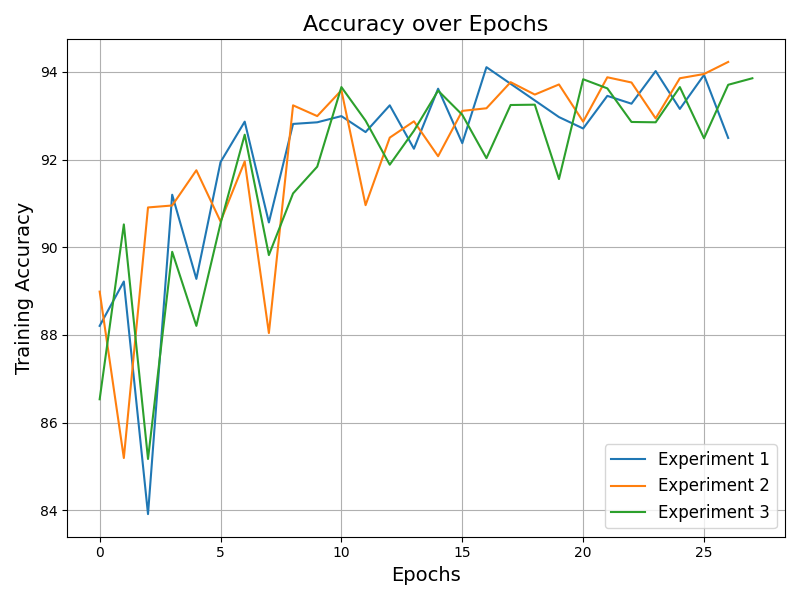 Accuracy over Epochs
Training Accuracy
94
92
90
88
86
84
0 5 10 15 20 25
Epochs
Experiment 1
Experiment 2
Experiment 3